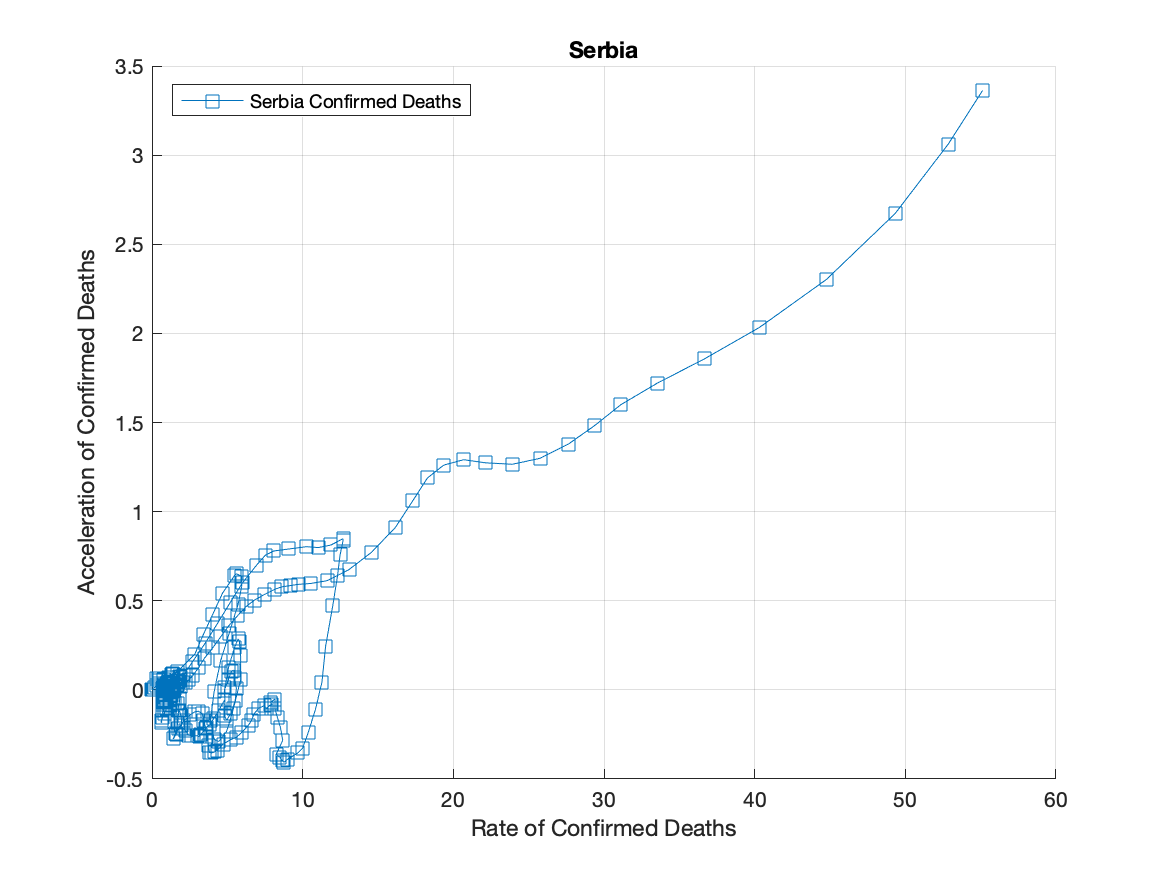 Serbia
Serbia Confirmed Deaths
3.5
3
2.5
2
1.5
1
0.5
0
-0.5
Acceleration of Confirmed Deaths
0 10 20 30 40 50 60
Rate of Confirmed Deaths